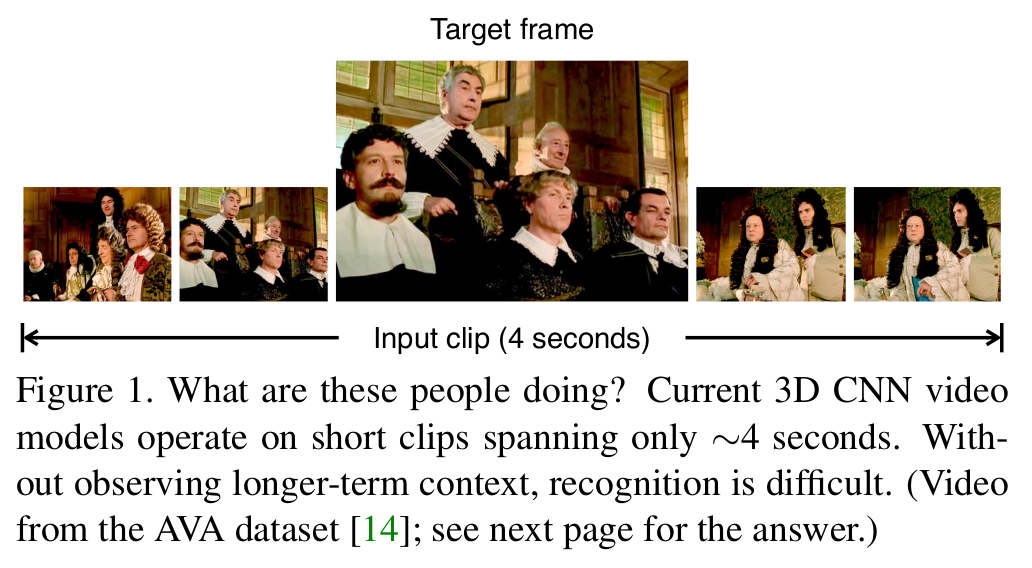 Target frame
Input clip (4 seconds)
Figure 1. What are these people doing? Current 3D CNN video
models operate on short clips spanning only ∼4 seconds. With-
out observing longer-term context, recognition is difficult. (Video
from the AVA dataset [14]; see next page for the answer.)